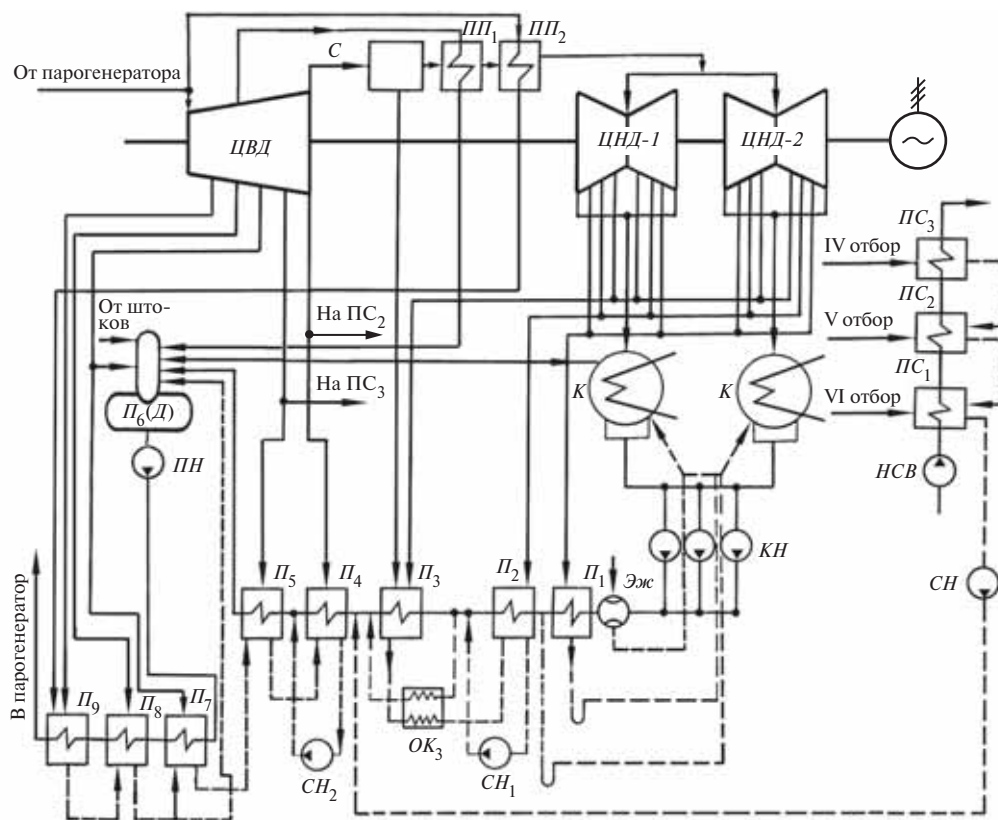 ПП₁
ПП₂
С
От парогенератора
ЦВД
ЦНД-1
ЦНД-2
ПС₃
IV отбор
От што-
ков
На ПС₂
ПС₂
V отбор
На ПС₃
К
К
ПС₁
VI отбор
П₆(Д)
ПН
НСВ
КН
П₅
П₄
П₃
П₂
П₁
Эж
СН
В парогенератор
П₉
П₈
П₇
ОК₃
СН₂
СН₁